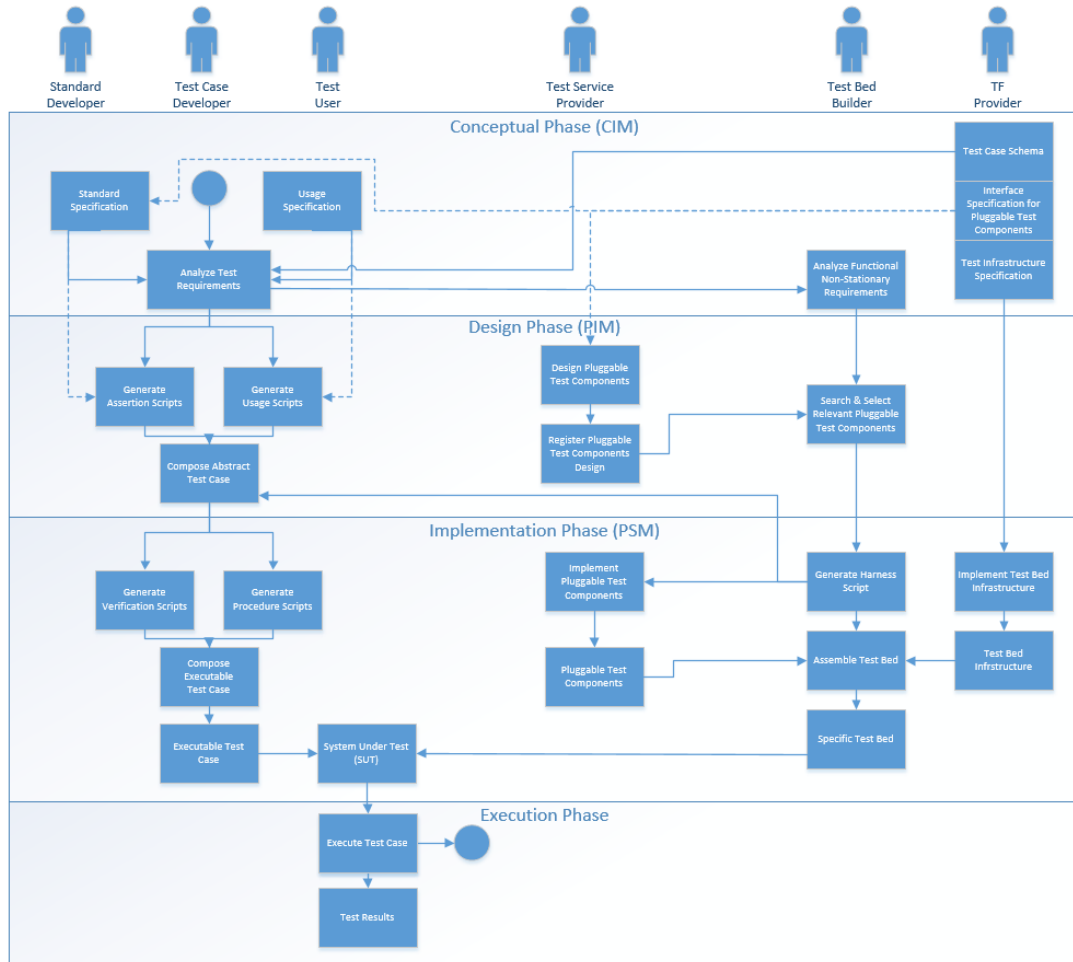 Standard
Developer
Test Case
Developer
Test
User
Test Service
Provider
Test Bed
Builder
TF
Provider
Conceptual Phase (CIM)
Test Case Schema
Standard
Specification
Usage
Specification
Interface
Specification for
Pluggable Test
Components
Analyze Test
Requirements
Analyze Functional
Non-Stationary
Requirements
Test Infrastructure
Specification
Design Phase (PIM)
Design Pluggable
Test Components
Generate
Assertion Scripts
Generate
Usage Scripts
Search & Select
Relevant Pluggable
Test Components
Register Pluggable
Test Components
Design
Compose Abstract
Test Case
Implementation Phase (PSM)
Generate
Verification Scripts
Generate
Procedure Scripts
Implement
Pluggable Test
Components
Generate Harness
Script
Implement Test Bed
Infrastructure
Compose
Executable
Test Case
Pluggable Test
Components
Assemble Test Bed
Test Bed
Infrstructure
Executable Test
Case
System Under Test
(SUT)
Specific Test Bed
Execution Phase
Execute Test Case
Test Results